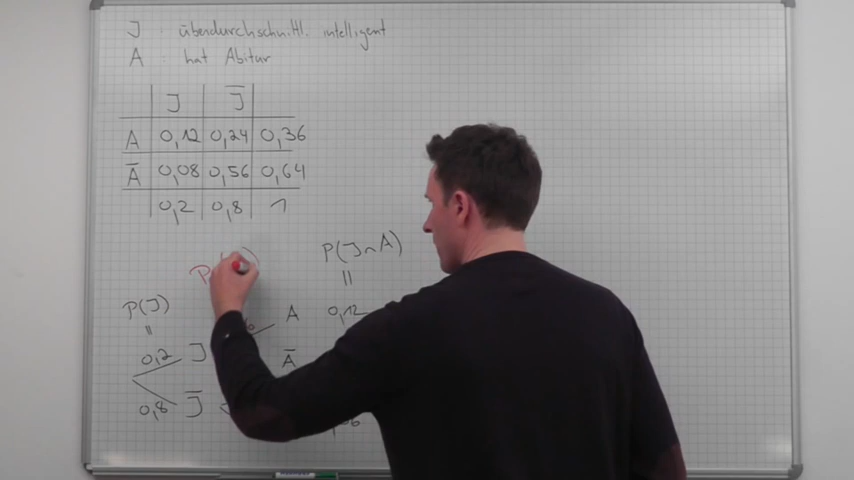 J : überdurchschnittl. intelligent
A : hat Abitur
J J̅
A 0,12 0,24 0,36
A̅ 0,08 0,56 0,64
0,2 0,8 1
P(J∩A)
P(
P(J) =
=
A 0,12
0,2 J A̅
0,8 J̅